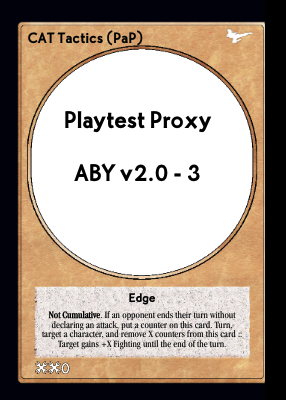 CAT Tactics (PaP)
Playtest Proxy
ABY v2.0 - 3
Edge
Not Cumulative. If an opponent ends their turn without
declaring an attack, put a counter on this card. Turn,
target a character, and remove X counters from this card ::
Target gains +X Fighting until the end of the turn.
0